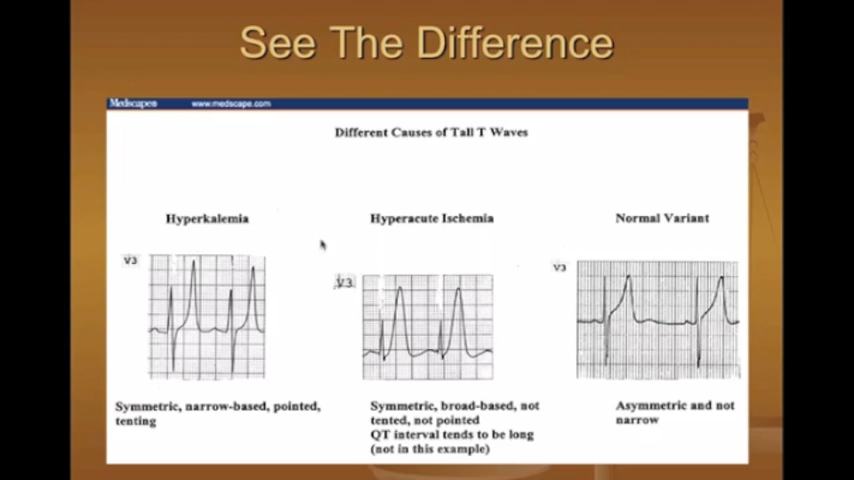 See The Difference
Medscape® www.medscape.com
Different Causes of Tall T Waves
Hyperkalemia
Hyperacute Ischemia
Normal Variant
V3
V3
V3
Symmetric, narrow-based, pointed,
tenting
Symmetric, broad-based, not
tented, not pointed
QT interval tends to be long
(not in this example)
Asymmetric and not
narrow